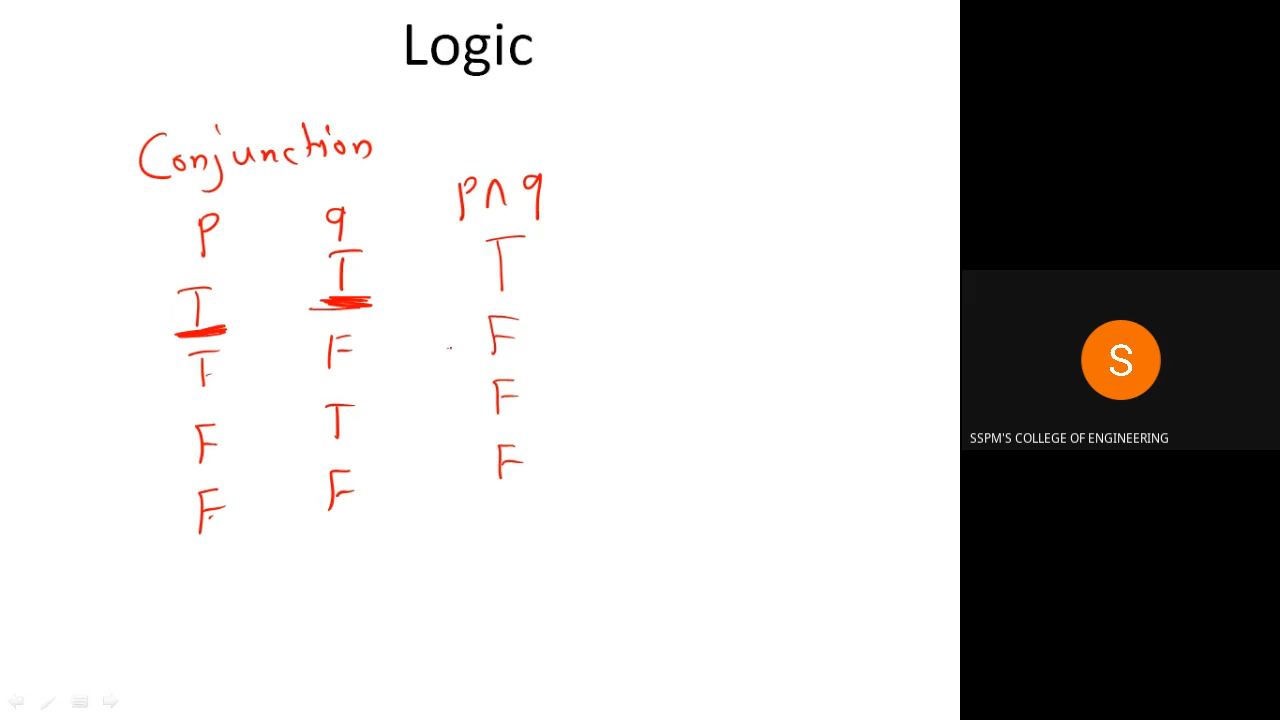 Logic
Conjunction
p q p∧q
T T T
T F F
F T F
F F F
S
SSPM'S COLLEGE OF ENGINEERING